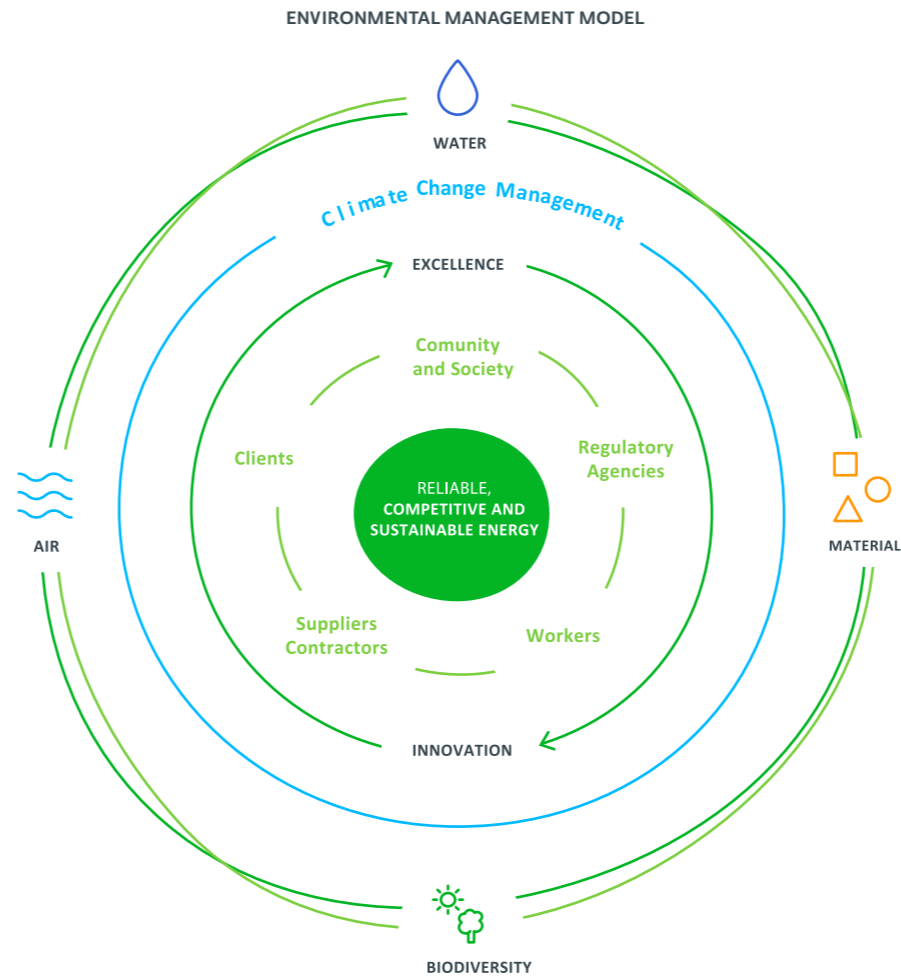 ENVIRONMENTAL MANAGEMENT MODEL
WATER
Climate Change Management
EXCELLENCE
Comunity
and Society
Clients
Regulatory
Agencies
RELIABLE,
COMPETITIVE AND
SUSTAINABLE ENERGY
AIR
MATERIAL
Suppliers
Contractors
Workers
INNOVATION
BIODIVERSITY